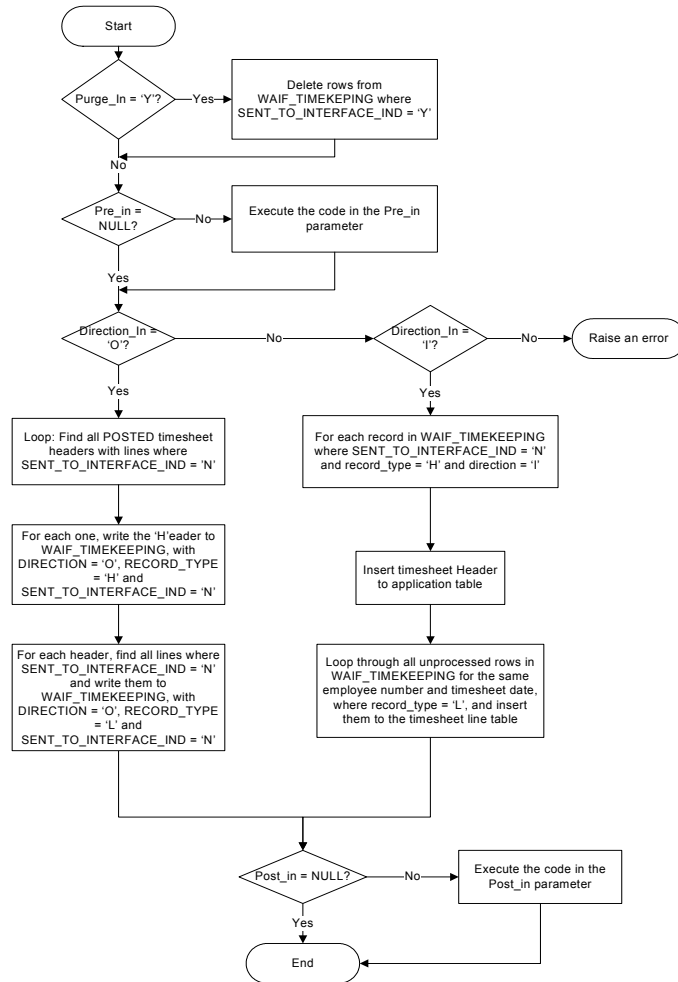 Start
Purge_In = ‘Y’?
Yes
Delete rows from
WAIF_TIMEKEPING where
SENT_TO_INTERFACE_IND = ‘Y’
No
Pre_in =
NULL?
No
Execute the code in the Pre_in
parameter
Yes
Direction_In =
‘O’?
No
Direction_In =
‘I’?
No
Raise an error
Yes
Yes
Loop: Find all POSTED timesheet
headers with lines where
SENT_TO_INTERFACE_IND = ‘N’
For each record in WAIF_TIMEKEEPING
where SENT_TO_INTERFACE_IND = ‘N’
and record_type = ‘H’ and direction = ‘I’
For each one, write the ‘H’eader to
WAIF_TIMEKEEPING, with
DIRECTION = ‘O’, RECORD_TYPE
= ‘H’ and
SENT_TO_INTERFACE_IND = ‘N’
Insert timesheet Header
to application table
For each header, find all lines where
SENT_TO_INTERFACE_IND = ‘N’
and write them to
WAIF_TIMEKEEPING, with
DIRECTION = ‘O’, RECORD_TYPE
= ‘L’ and
SENT_TO_INTERFACE_IND = ‘N’
Loop through all unprocessed rows in
WAIF_TIMEKEEPING for the same
employee number and timesheet date,
where record_type = ‘L’, and insert
them to the timesheet line table
Post_in = NULL?
No
Execute the code in the
Post_in parameter
Yes
End